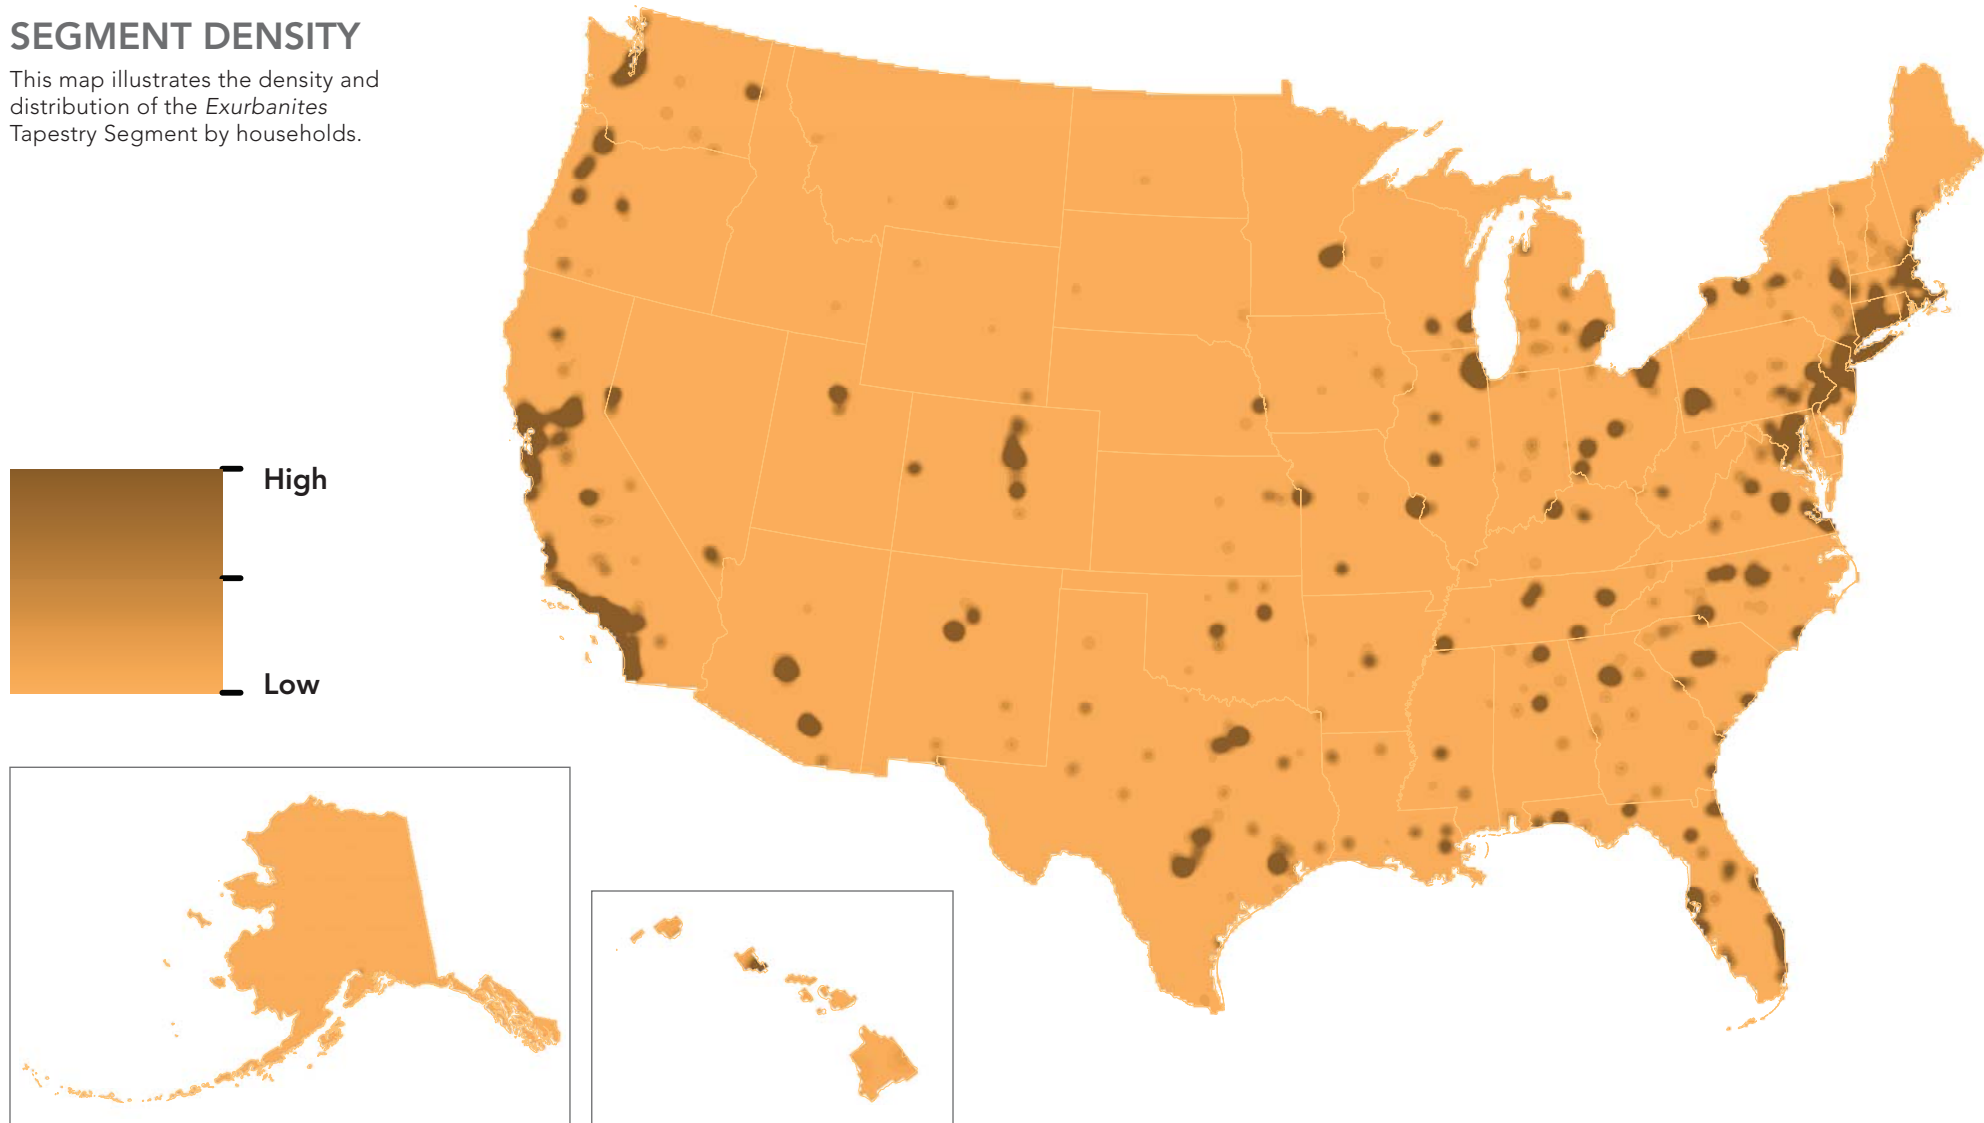 SEGMENT DENSITY
This map illustrates the density and
distribution of the Exurbanites
Tapestry Segment by households.
High
Low